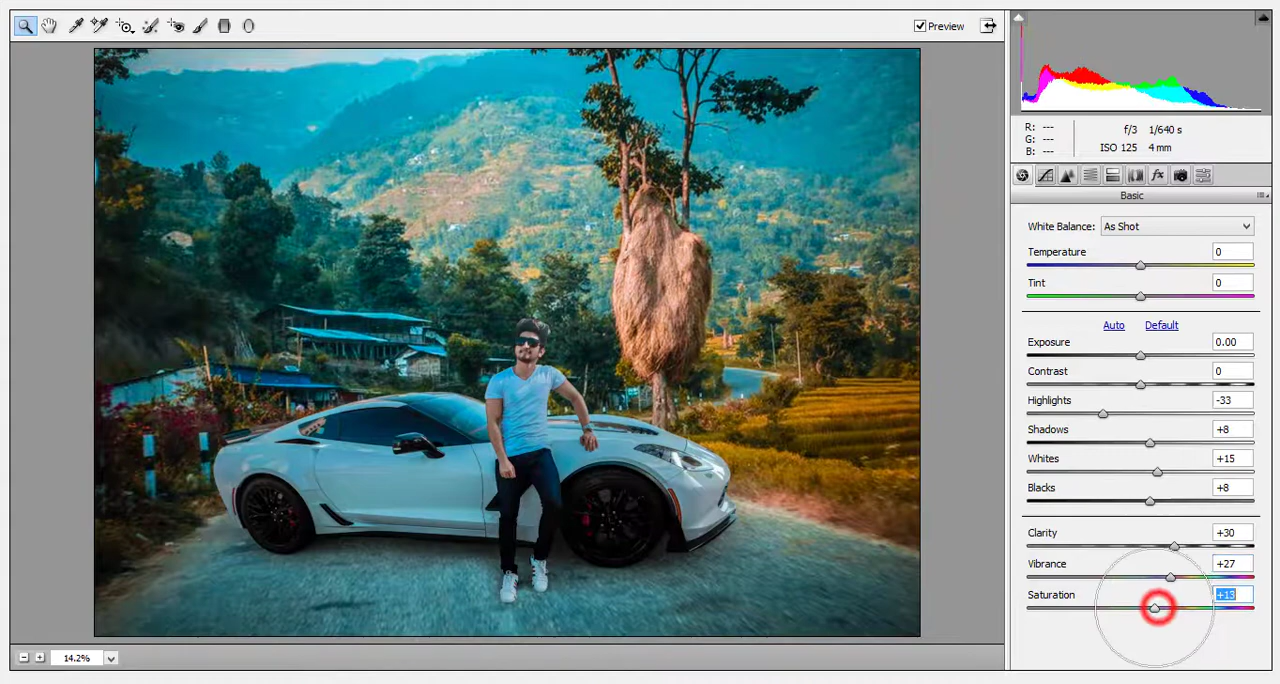 Preview
R: ---
G: ---
B: ---
f/3 1/640 s
ISO 125 4 mm
fx
Basic
White Balance: As Shot
Temperature 0
Tint 0
Auto Default
Exposure 0.00
Contrast 0
Highlights -33
Shadows +8
Whites +15
Blacks +8
Clarity +30
Vibrance +27
Saturation +13
14.2%